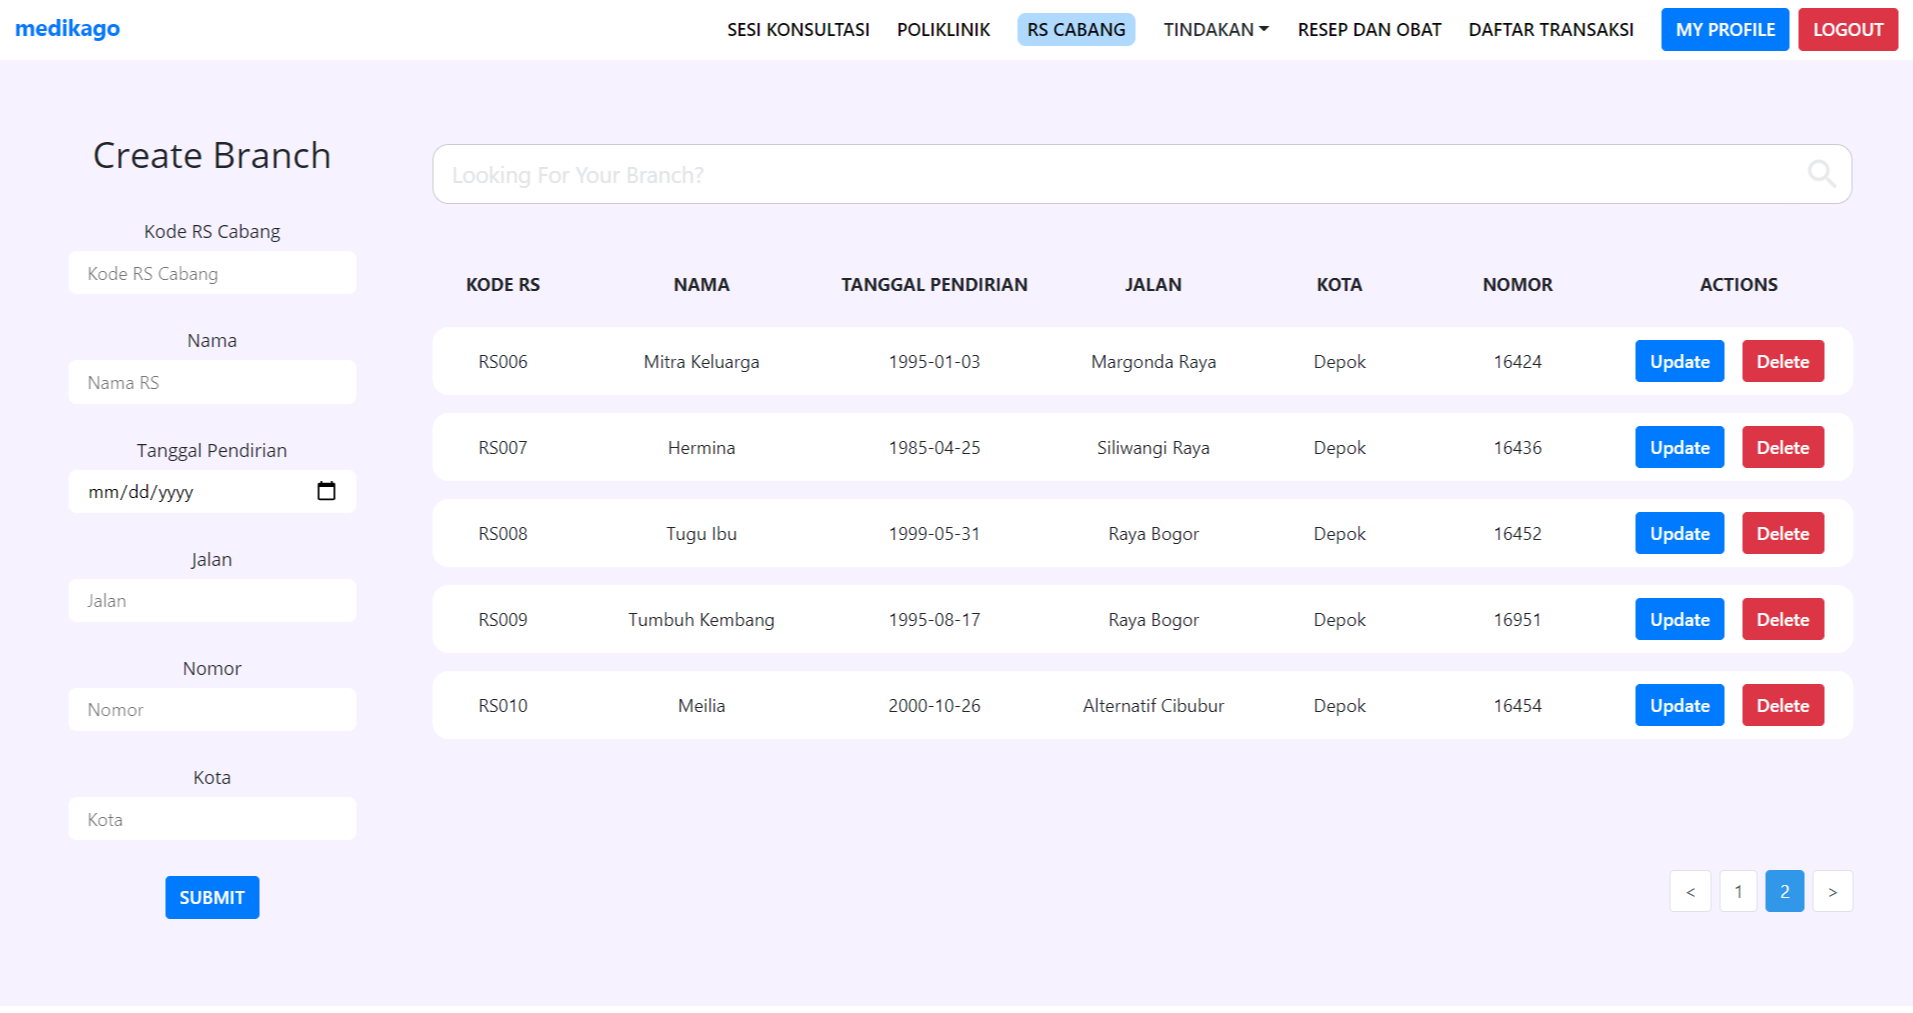 medikago
SESI KONSULTASI POLIKLINIK RS CABANG TINDAKAN RESEP DAN OBAT DAFTAR TRANSAKSI MY PROFILE LOGOUT
Create Branch
Kode RS Cabang
Kode RS Cabang
Nama
Nama RS
Tanggal Pendirian
mm/dd/yyyy
Jalan
Jalan
Nomor
Nomor
Kota
Kota
SUBMIT
Looking For Your Branch?
KODE RS NAMA TANGGAL PENDIRIAN JALAN KOTA NOMOR ACTIONS
RS006 Mitra Keluarga 1995-01-03 Margonda Raya Depok 16424 Update Delete
RS007 Hermina 1985-04-25 Siliwangi Raya Depok 16436 Update Delete
RS008 Tugu Ibu 1999-05-31 Raya Bogor Depok 16452 Update Delete
RS009 Tumbuh Kembang 1995-08-17 Raya Bogor Depok 16951 Update Delete
RS010 Meilia 2000-10-26 Alternatif Cibubur Depok 16454 Update Delete
< 1 2 >